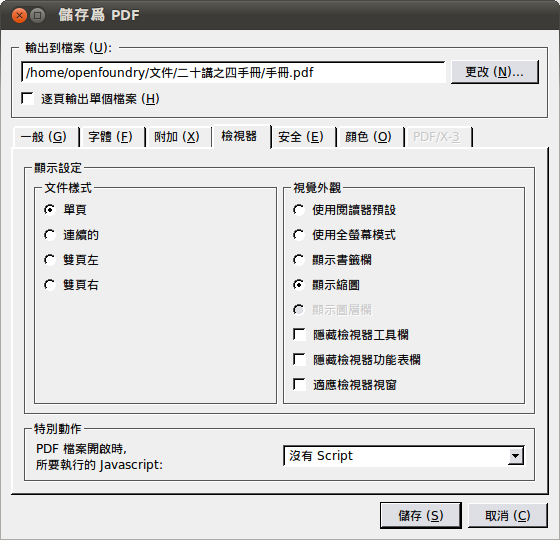 儲存爲 PDF
輸出到檔案 (U):
/home/openfoundry/文件/二十講之四手冊/手冊.pdf
更改 (N)...
逐頁輸出單個檔案 (H)
一般 (G) 字體 (F) 附加 (X) 檢視器 安全 (E) 顏色 (O) PDF/X-3
顯示設定
文件樣式
單頁
連續的
雙頁左
雙頁右
視覺外觀
使用閱讀器預設
使用全螢幕模式
顯示書籤欄
顯示縮圖
顯示圖層欄
隱藏檢視器工具欄
隱藏檢視器功能表欄
適應檢視器視窗
特別動作
PDF 檔案開啟時,
所要執行的 Javascript:
沒有 Script
儲存 (S)
取消 (C)